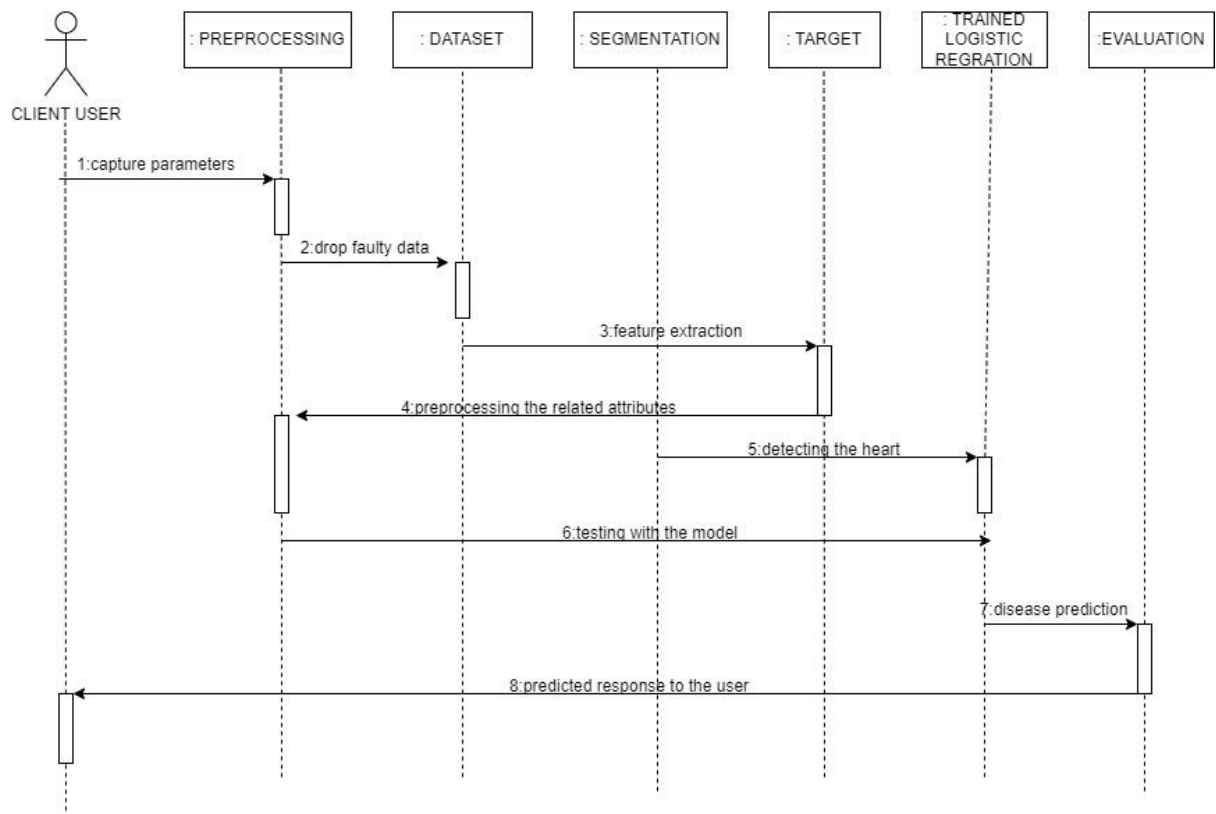 : PREPROCESSING
: DATASET
: SEGMENTATION
: TARGET
: TRAINED
LOGISTIC
REGRATION
:EVALUATION
CLIENT USER
1:capture parameters
2:drop faulty data
3:feature extraction
4:preprocessing the related attributes
5:detecting the heart
6:testing with the model
7:disease prediction
8:predicted response to the user